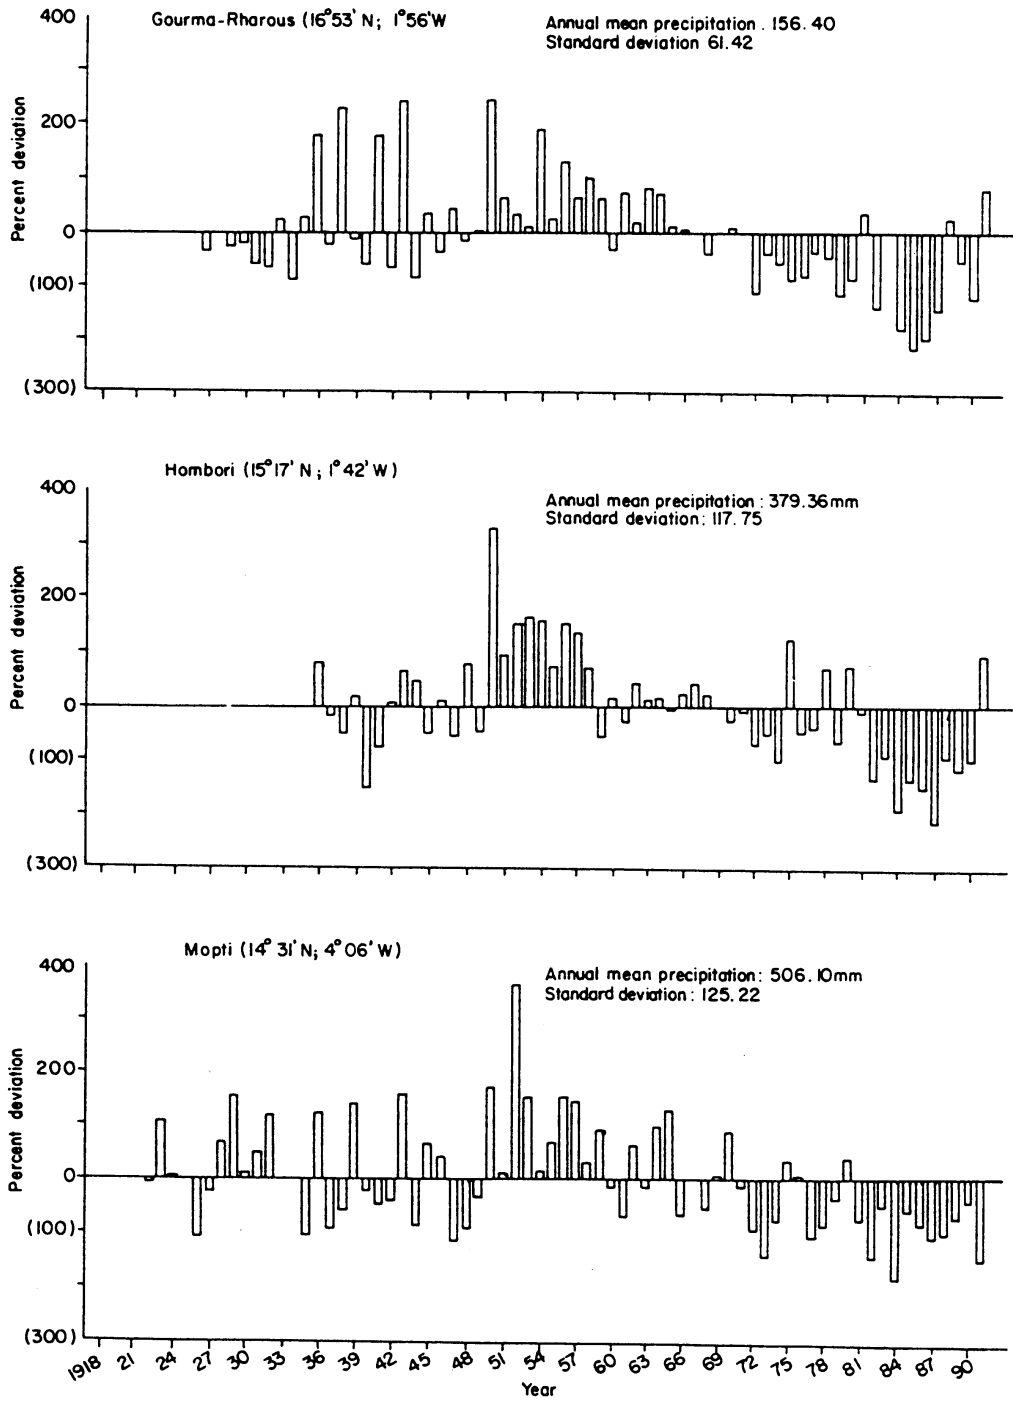 Gourma-Rharous (16°53' N; 1°56'W
Annual mean precipitation . 156.40
Standard deviation 61.42
400
200
0
(100)
(300)
Percent deviation
Hombori (15°17' N ; 1°42' W)
Annual mean precipitation : 379.36mm
Standard deviation: 117.75
400
200
0
(100)
(300)
Percent deviation
Mopti (14° 31' N; 4° 06' W)
Annual mean precipitation: 506.10mm
Standard deviation : 125.22
400
200
0
(100)
(300)
Percent deviation
1918 21 24 27 30 33 36 39 42 45 48 51 54 57 60 63 66 69 72 75 78 81 84 87 90
Year